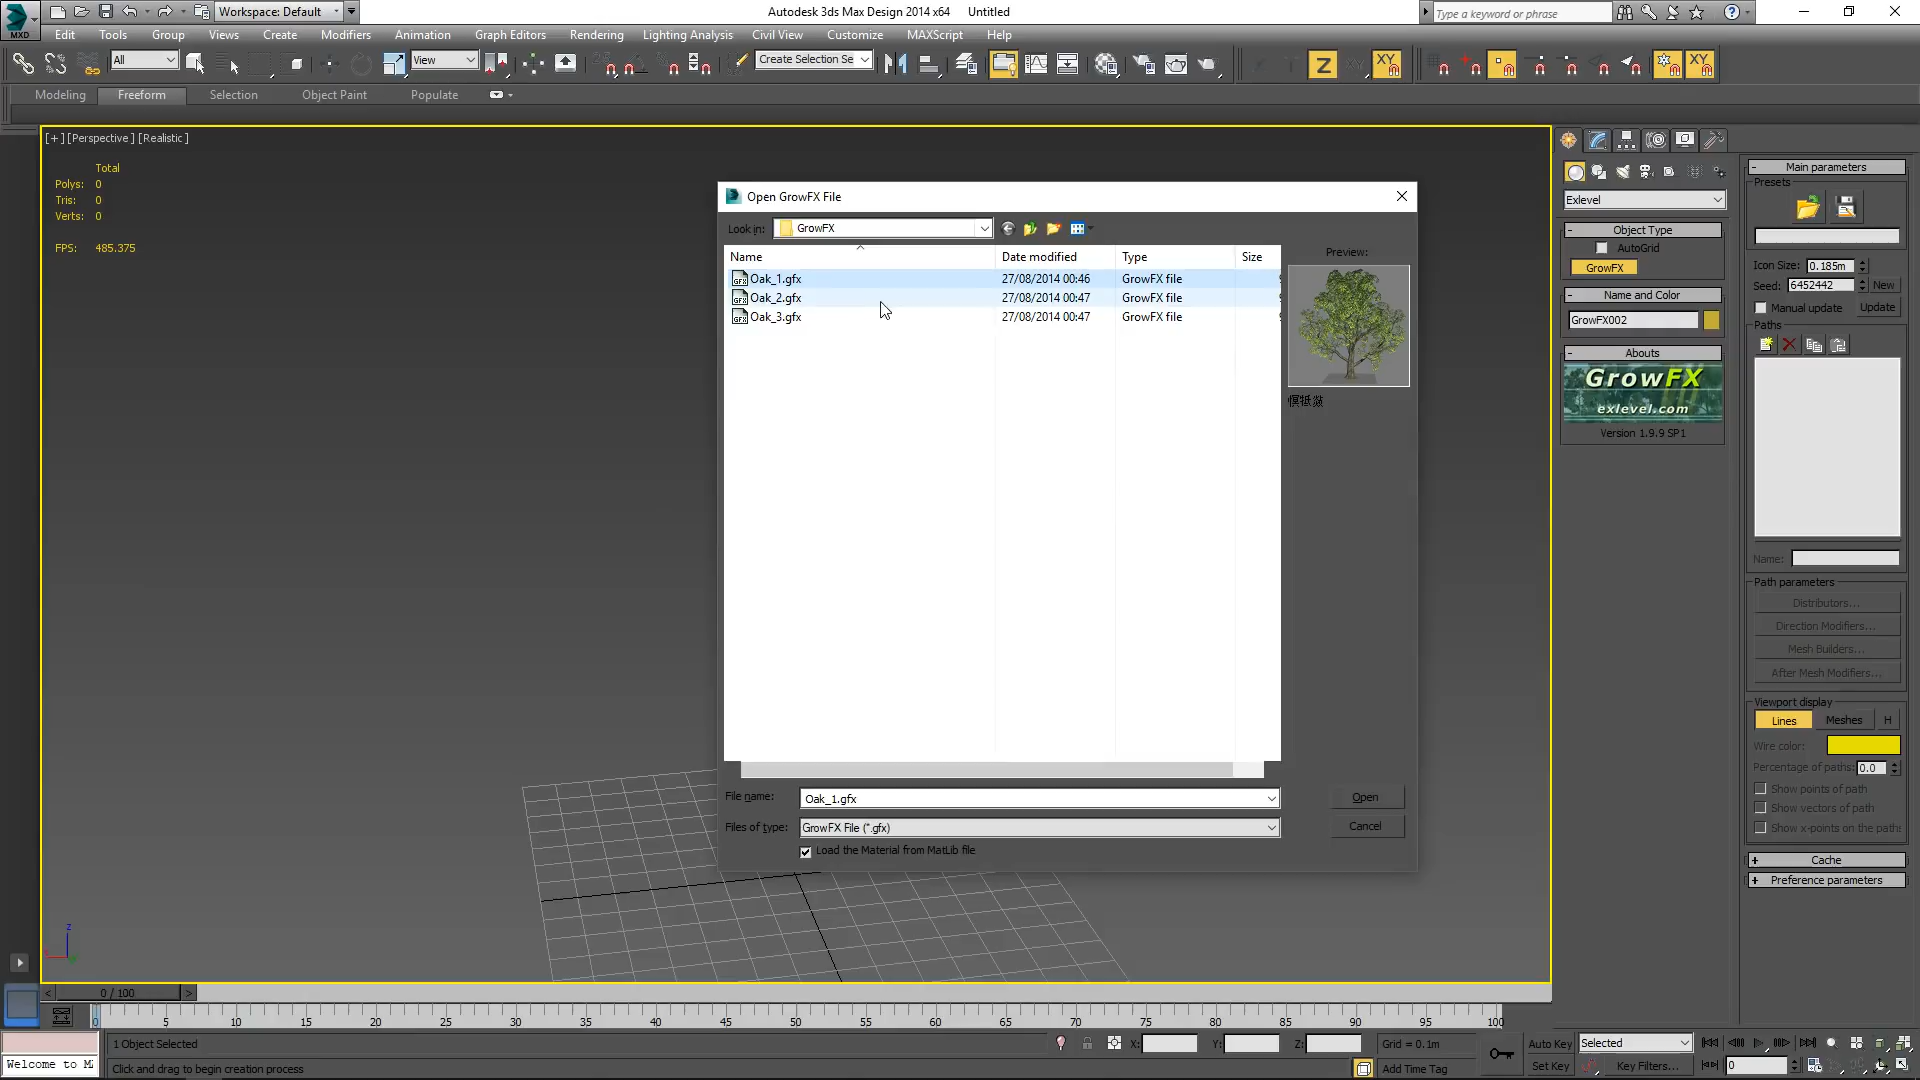 MXD
Workspace: Default
Autodesk 3ds Max Design 2014 x64    Untitled
Type a keyword or phrase
Edit Tools Group Views Create Modifiers Animation Graph Editors Rendering Lighting Analysis Civil View Customize MAXScript Help
All
View
Create Selection Se
Z
XY
XY
Modeling Freeform Selection Object Paint Populate
[+] [Perspective ] [Realistic ]
Total
Polys: 0
Tris: 0
Verts: 0
FPS: 485.375
Open GrowFX File
Look in: GrowFX
Name Date modified Type Size
Oak_1.gfx 27/08/2014 00:46 GrowFX file
Oak_2.gfx 27/08/2014 00:47 GrowFX file
Oak_3.gfx 27/08/2014 00:47 GrowFX file
Preview:
File name: Oak_1.gfx
Open
Files of type: GrowFX File (*.gfx)
Cancel
Load the Material from MatLib file
Exlevel
- Object Type
AutoGrid
GrowFX
- Name and Color
GrowFX002
- Abouts
GrowFX
exlevel.com
Version 1.9.9 SP1
- Main parameters
Presets
Icon Size: 0.185m
Seed: 6452442 New
Manual update Update
Paths
Name:
Path parameters
Distributors...
Direction Modifiers...
Mesh Builders...
After Mesh Modifiers...
Viewport display
Lines Meshes H
Wire color:
Percentage of paths: 0.0
Show points of path
Show vectors of path
Show x-points on the paths
+ Cache
+ Preference parameters
z
< 0 / 100 >
0 5 10 15 20 25 30 35 40 45 50 55 60 65 70 75 80 85 90 95 100
1 Object Selected
X: Y: Z:
Grid = 0.1m
Auto Key Selected
Welcome to M
Click and drag to begin creation process
Add Time Tag
Set Key Key Filters...
0